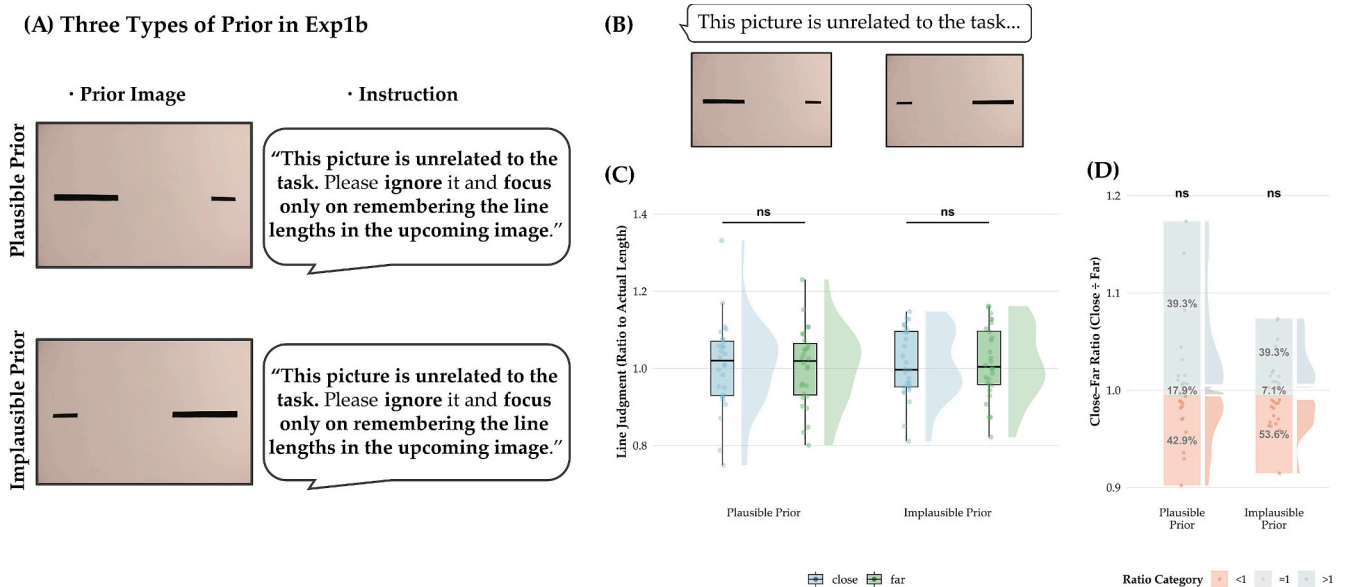 (A) Three Types of Prior in Exp1b
· Prior Image
· Instruction
Plausible Prior
“This picture is unrelated to the
task. Please ignore it and focus
only on remembering the line
lengths in the upcoming image.”
Implausible Prior
“This picture is unrelated to the
task. Please ignore it and focus
only on remembering the line
lengths in the upcoming image.”
(B)
This picture is unrelated to the task...
(C)
Line Judgment (Ratio to Actual Length)
1.4
1.2
1.0
0.8
ns
ns
Plausible Prior
Implausible Prior
close
far
(D)
Close–Far Ratio (Close ÷ Far)
1.2
1.1
1.0
0.9
ns
ns
39.3%
17.9%
42.9%
39.3%
7.1%
53.6%
Plausible
Prior
Implausible
Prior
Ratio Category
<1
=1
>1